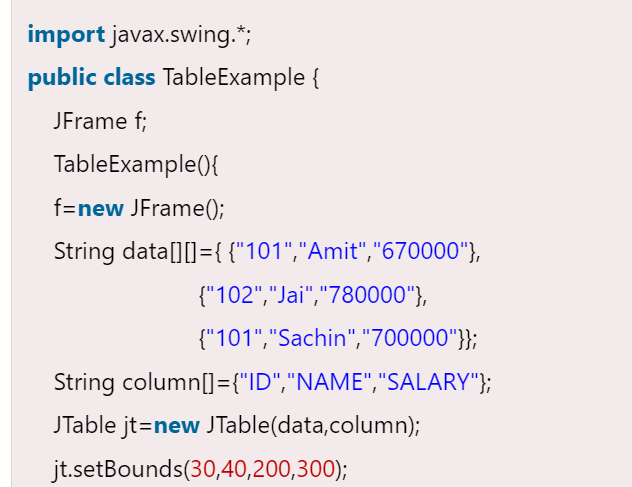 import javax.swing.*;
public class TableExample {
JFrame f;
TableExample(){
f=new JFrame();
String data[][]={ {"101","Amit","670000"},
{"102","Jai","780000"},
{"101","Sachin","700000"}};
String column[]={"ID","NAME","SALARY"};
JTable jt=new JTable(data,column);
jt.setBounds(30,40,200,300);